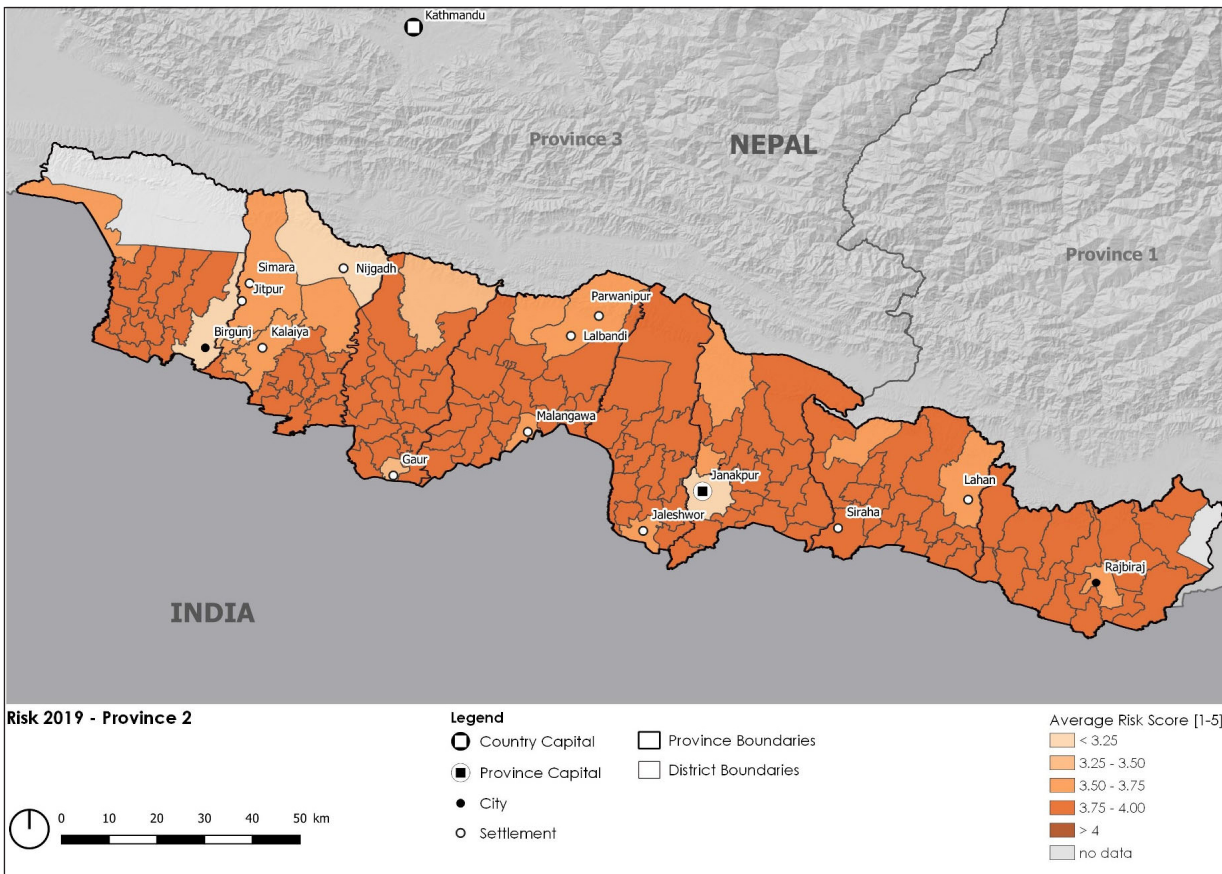 Kathmandu
Province 3
NEPAL
Province 1
Simara
Nijgadh
Jitpur
Parwanipur
Birgunj
Kalaiya
Lalbandi
Malangawa
Gaur
Janakpur
Lahan
Jaleshwor
Siraha
Rajbiraj
INDIA
Risk 2019 - Province 2
0 10 20 30 40 50 km
Legend
Country Capital
Province Capital
City
Settlement
Province Boundaries
District Boundaries
Average Risk Score [1-5]
< 3.25
3.25 - 3.50
3.50 - 3.75
3.75 - 4.00
> 4
no data